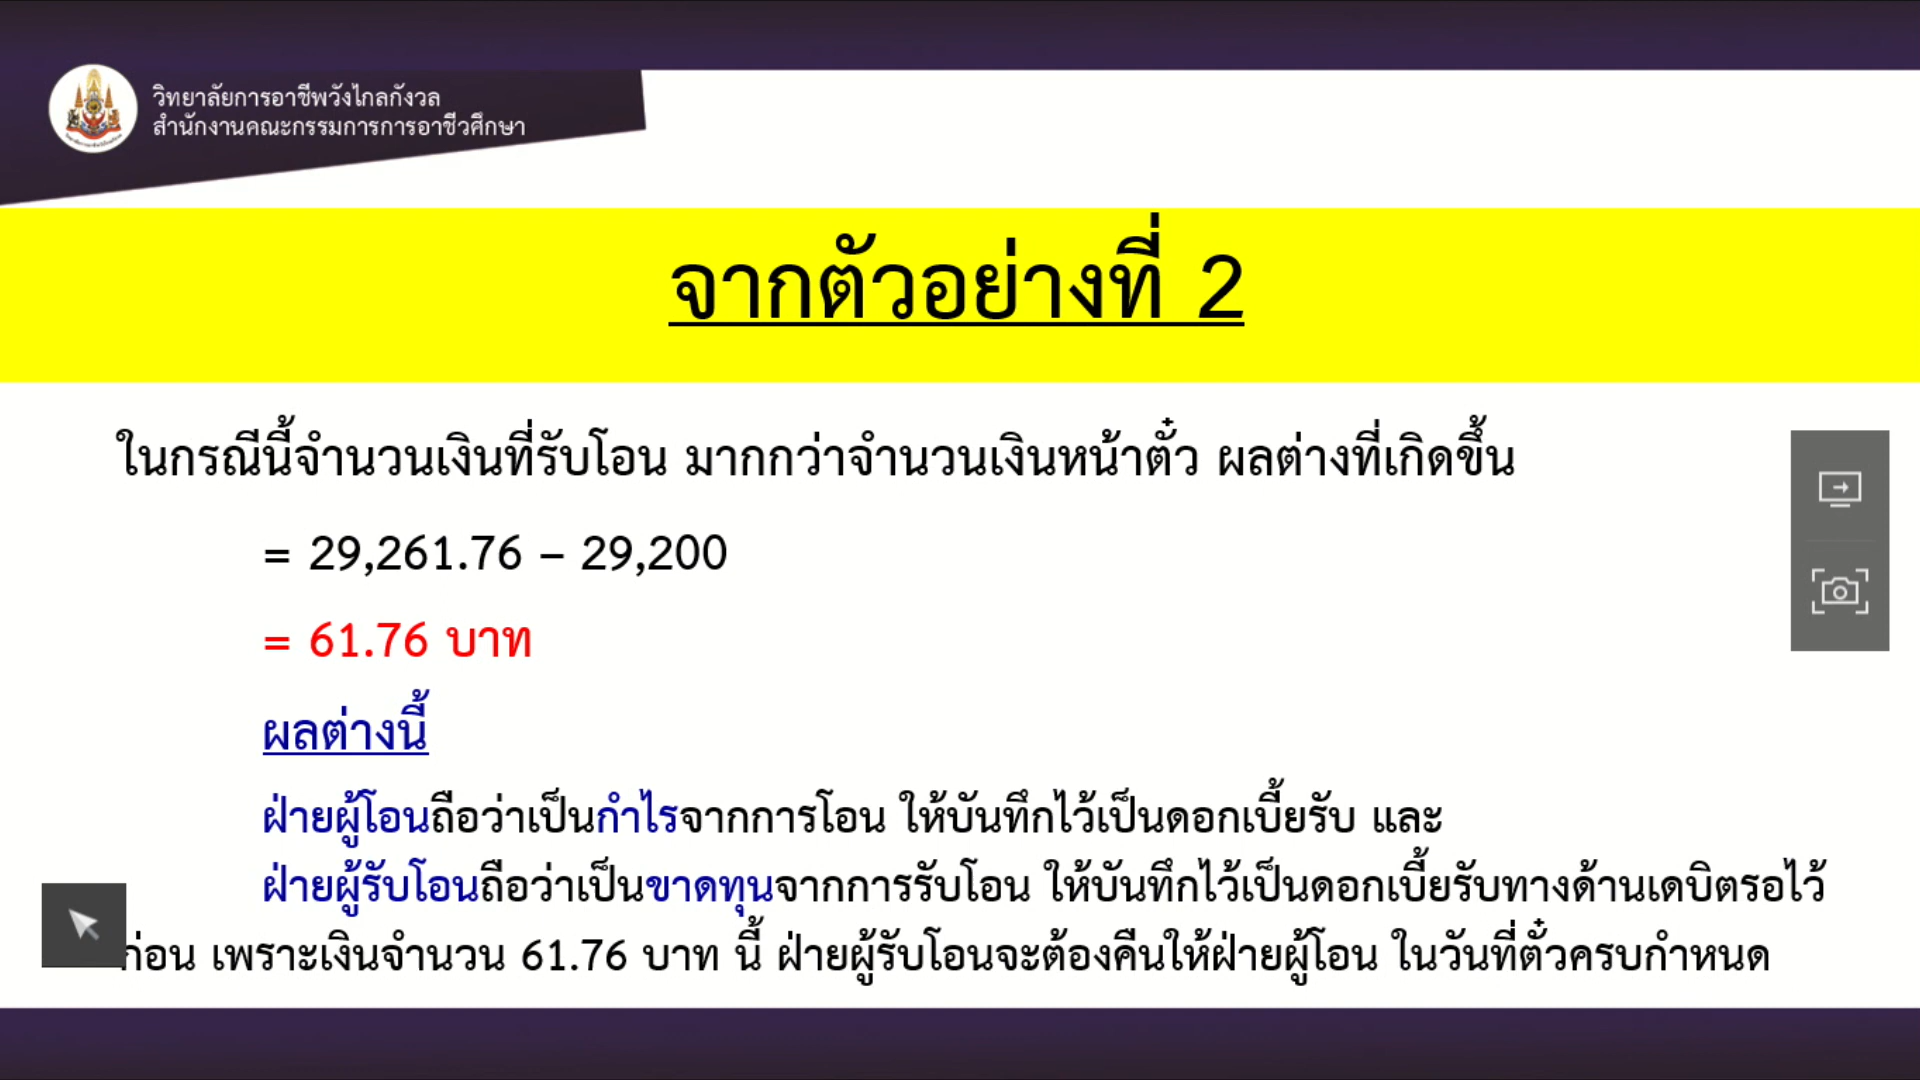 วิทยาลัยการอาชีพวังไกลกังวล
สำนักงานคณะกรรมการการอาชีวศึกษา
จากตัวอย่างที่ 2
ในกรณีนี้จำนวนเงินที่รับโอน มากกว่าจำนวนเงินหน้าตั๋ว ผลต่างที่เกิดขึ้น
= 29,261.76 – 29,200
= 61.76 บาท
ผลต่างนี้
ฝ่ายผู้โอนถือว่าเป็นกำไรจากการโอน ให้บันทึกไว้เป็นดอกเบี้ยรับ และ
ฝ่ายผู้รับโอนถือว่าเป็นขาดทุนจากการรับโอน ให้บันทึกไว้เป็นดอกเบี้ยรับทางด้านเดบิตรอไว้
ก่อน เพราะเงินจำนวน 61.76 บาท นี้ ฝ่ายผู้รับโอนจะต้องคืนให้ฝ่ายผู้โอน ในวันที่ตั๋วครบกำหนด